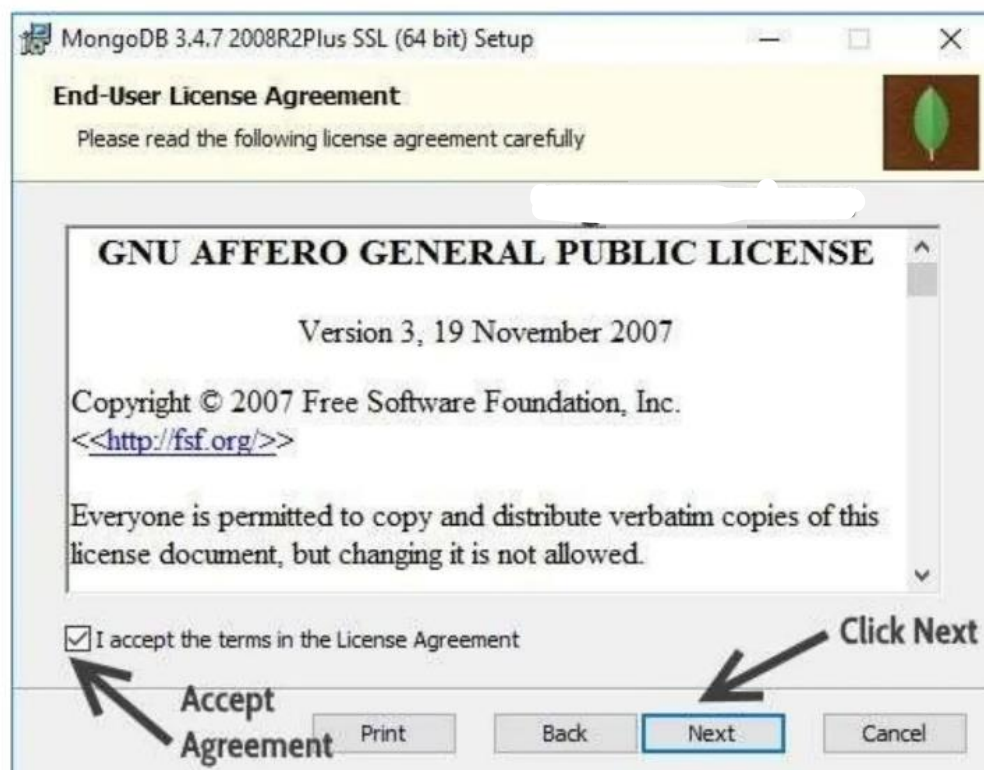 MongoDB 3.4.7 2008R2Plus SSL (64 bit) Setup
End-User License Agreement
Please read the following license agreement carefully
GNU AFFERO GENERAL PUBLIC LICENSE
Version 3, 19 November 2007
Copyright © 2007 Free Software Foundation, Inc.
<<http://fsf.org/>>
Everyone is permitted to copy and distribute verbatim copies of this
license document, but changing it is not allowed.
I accept the terms in the License Agreement
Click Next
Accept
Agreement
Print
Back
Next
Cancel